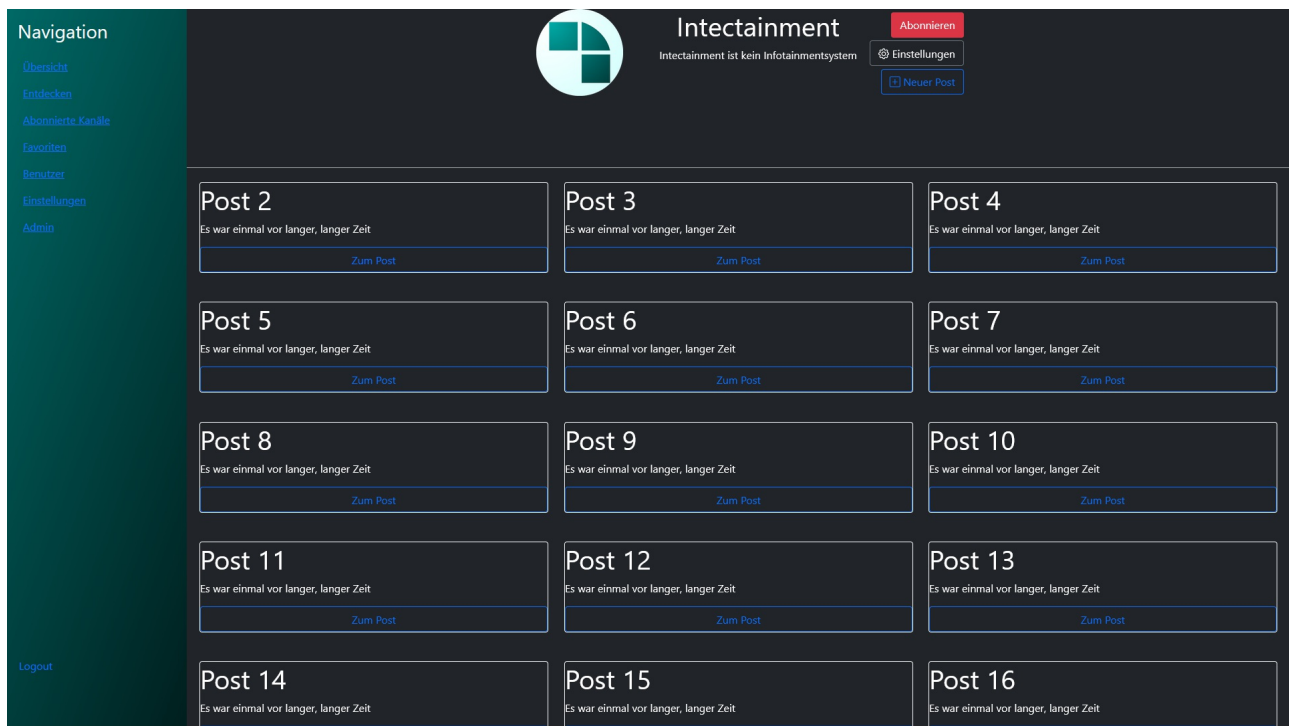 Navigation
Übersicht
Entdecken
Abonnierte Kanäle
Favoriten
Benutzer
Einstellungen
Admin
Logout
Intectainment
Intectainment ist kein Infotainmentsystem
Abonnieren
Einstellungen
Neuer Post
Post 2
Es war einmal vor langer, langer Zeit
Zum Post
Post 3
Es war einmal vor langer, langer Zeit
Zum Post
Post 4
Es war einmal vor langer, langer Zeit
Zum Post
Post 5
Es war einmal vor langer, langer Zeit
Zum Post
Post 6
Es war einmal vor langer, langer Zeit
Zum Post
Post 7
Es war einmal vor langer, langer Zeit
Zum Post
Post 8
Es war einmal vor langer, langer Zeit
Zum Post
Post 9
Es war einmal vor langer, langer Zeit
Zum Post
Post 10
Es war einmal vor langer, langer Zeit
Zum Post
Post 11
Es war einmal vor langer, langer Zeit
Zum Post
Post 12
Es war einmal vor langer, langer Zeit
Zum Post
Post 13
Es war einmal vor langer, langer Zeit
Zum Post
Post 14
Es war einmal vor langer, langer Zeit
Post 15
Es war einmal vor langer, langer Zeit
Post 16
Es war einmal vor langer, langer Zeit